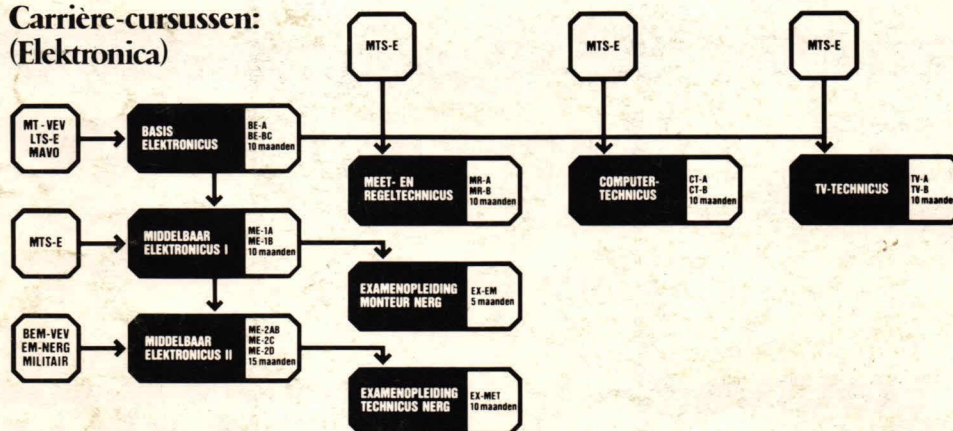 Carrière-cursussen:
(Elektronica)
MTS-E
MTS-E
MTS-E
MT-VEV
LTS-E
MAVO
BASIS
ELEKTRONICUS
BE-A
BE-BC
10 maanden
MEET- EN
REGELTECHNICUS
MR-A
MR-B
10 maanden
COMPUTER-
TECHNICUS
CT-A
CT-B
10 maanden
TV-TECHNICUS
TV-A
TV-B
10 maanden
MTS-E
MIDDELBAAR
ELEKTRONICUS I
ME-1A
ME-1B
10 maanden
EXAMENOPLEIDING
MONTEUR NERG
EX-EM
5 maanden
BEM-VEV
EM-NERG
MILITAIR
MIDDELBAAR
ELEKTRONICUS II
ME-2AB
ME-2C
ME-2D
15 maanden
EXAMENOPLEIDING
TECHNICUS NERG
EX-MET
10 maanden